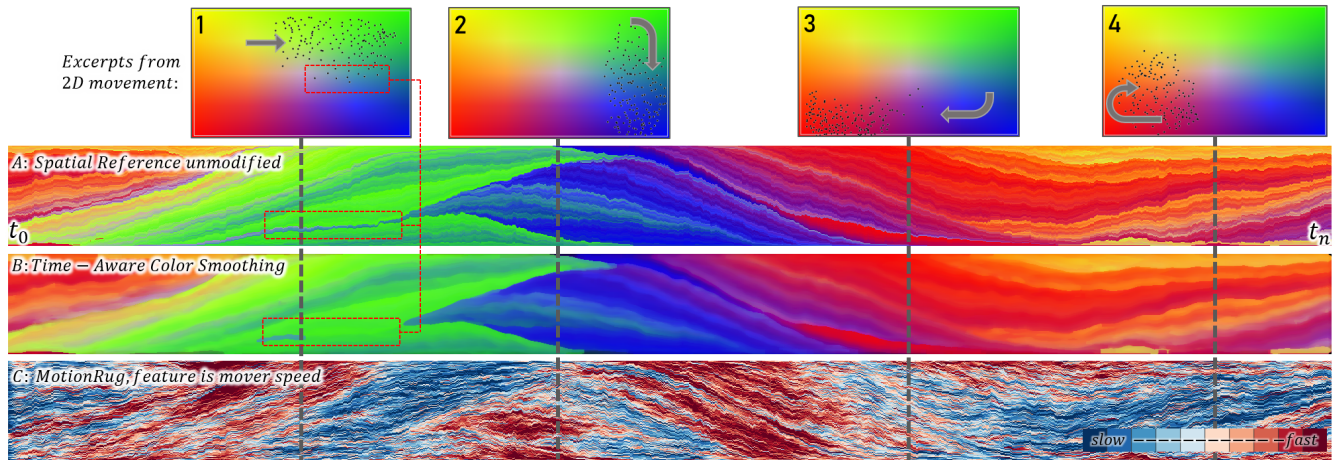 1
2
3
4
Excerpts from
2D movement:
A: Spatial Reference unmodified
t0
tn
B: Time – Aware Color Smoothing
C: MotionRug, feature is mover speed
slow
fast